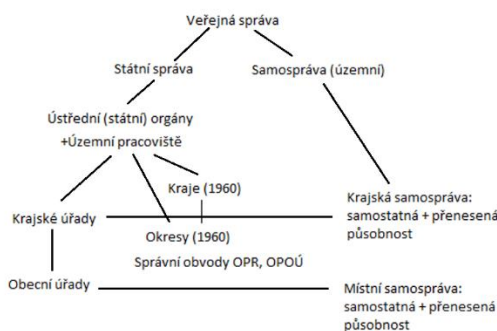 Veřejná správa
Státní správa
Samospráva (územní)
Ústřední (státní) orgány
+Územní pracoviště
Kraje (1960)
Krajské úřady
Krajská samospráva:
samostatná + přenesená
působnost
Okresy (1960)
Správní obvody OPR, OPOÚ
Obecní úřady
Místní samospráva:
samostatná + přenesená
působnost